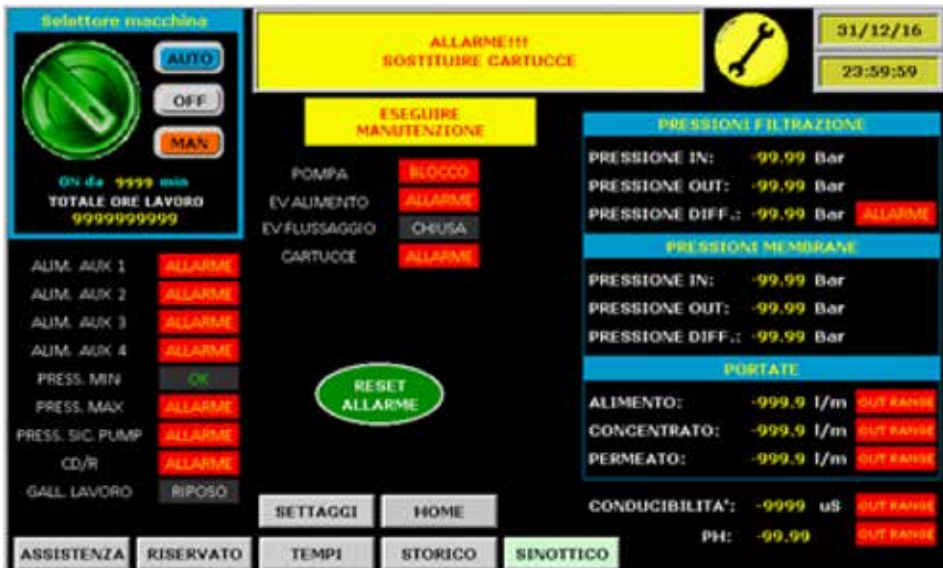 Selettore macchina
AUTO
OFF
MAN
ON da 9999 min
TOTALE ORE LAVORO
9999999999
ALLARME!!!
SOSTITUIRE CARTUCCE
31/12/16
23:59:59
ESEGUIRE
MANUTENZIONE
POMPA BLOCCO
EV ALIMENTO ALLARME
EV FLUSSAGGIO CHIUSA
CARTUCCE ALLARME
ALIM. AUX 1 ALLARME
ALIM. AUX 2 ALLARME
ALIM. AUX 3 ALLARME
ALIM. AUX 4 ALLARME
PRESS. MIN OK
PRESS. MAX ALLARME
PRESS. SIC. PUMP ALLARME
CD/R ALLARME
GALL. LAVORO RIPOSO
RESET
ALLARME
PRESSIONI FILTRAZIONE
PRESSIONE IN: -99.99 Bar
PRESSIONE OUT: -99.99 Bar
PRESSIONE DIFF.: -99.99 Bar ALLARME
PRESSIONI MEMBRANE
PRESSIONE IN: -99.99 Bar
PRESSIONE OUT: -99.99 Bar
PRESSIONE DIFF.: -99.99 Bar
PORTATE
ALIMENTO: -999.9 l/m OUT RANGE
CONCENTRATO: -999.9 l/m OUT RANGE
PERMEATO: -999.9 l/m OUT RANGE
CONDUCIBILITA': -9999 uS OUT RANGE
PH: -99.99 OUT RANGE
SETTAGGI HOME
ASSISTENZA RISERVATO TEMPI STORICO SINOTTICO